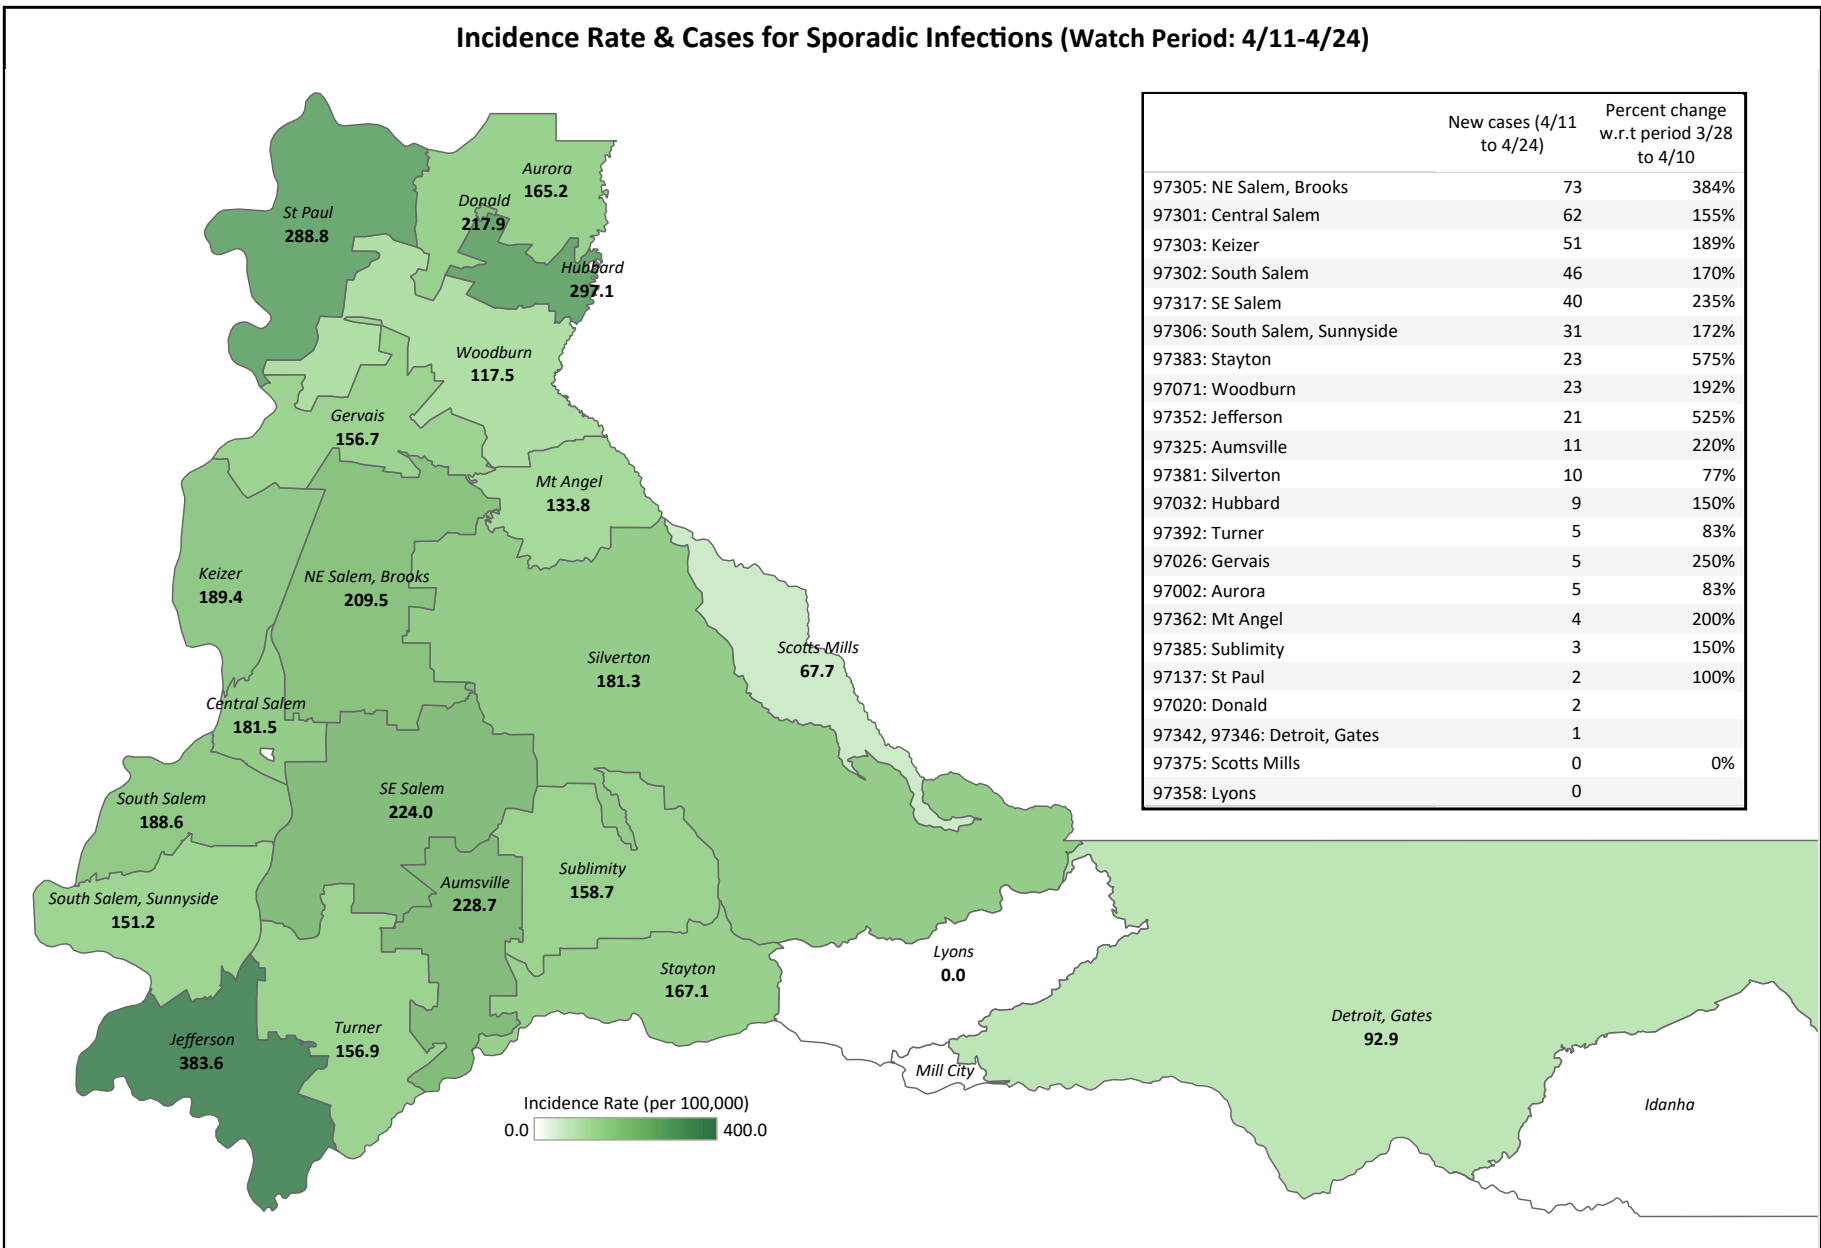 Incidence Rate & Cases for Sporadic Infections (Watch Period: 4/11-4/24)
New cases (4/11
to 4/24)
Percent change
w.r.t period 3/28
to 4/10
97305: NE Salem, Brooks 73 384%
97301: Central Salem 62 155%
97303: Keizer 51 189%
97302: South Salem 46 170%
97317: SE Salem 40 235%
97306: South Salem, Sunnyside 31 172%
97383: Stayton 23 575%
97071: Woodburn 23 192%
97352: Jefferson 21 525%
97325: Aumsville 11 220%
97381: Silverton 10 77%
97032: Hubbard 9 150%
97392: Turner 5 83%
97026: Gervais 5 250%
97002: Aurora 5 83%
97362: Mt Angel 4 200%
97385: Sublimity 3 150%
97137: St Paul 2 100%
97020: Donald 2
97342, 97346: Detroit, Gates 1
97375: Scotts Mills 0 0%
97358: Lyons 0
Aurora
165.2
Donald
217.9
St Paul
288.8
Hubbard
297.1
Woodburn
117.5
Gervais
156.7
Mt Angel
133.8
Keizer
189.4
NE Salem, Brooks
209.5
Silverton
181.3
Scotts Mills
67.7
Central Salem
181.5
South Salem
188.6
SE Salem
224.0
Sublimity
158.7
Aumsville
228.7
South Salem, Sunnyside
151.2
Lyons
0.0
Stayton
167.1
Detroit, Gates
92.9
Turner
156.9
Jefferson
383.6
Mill City
Idanha
Incidence Rate (per 100,000)
0.0 400.0